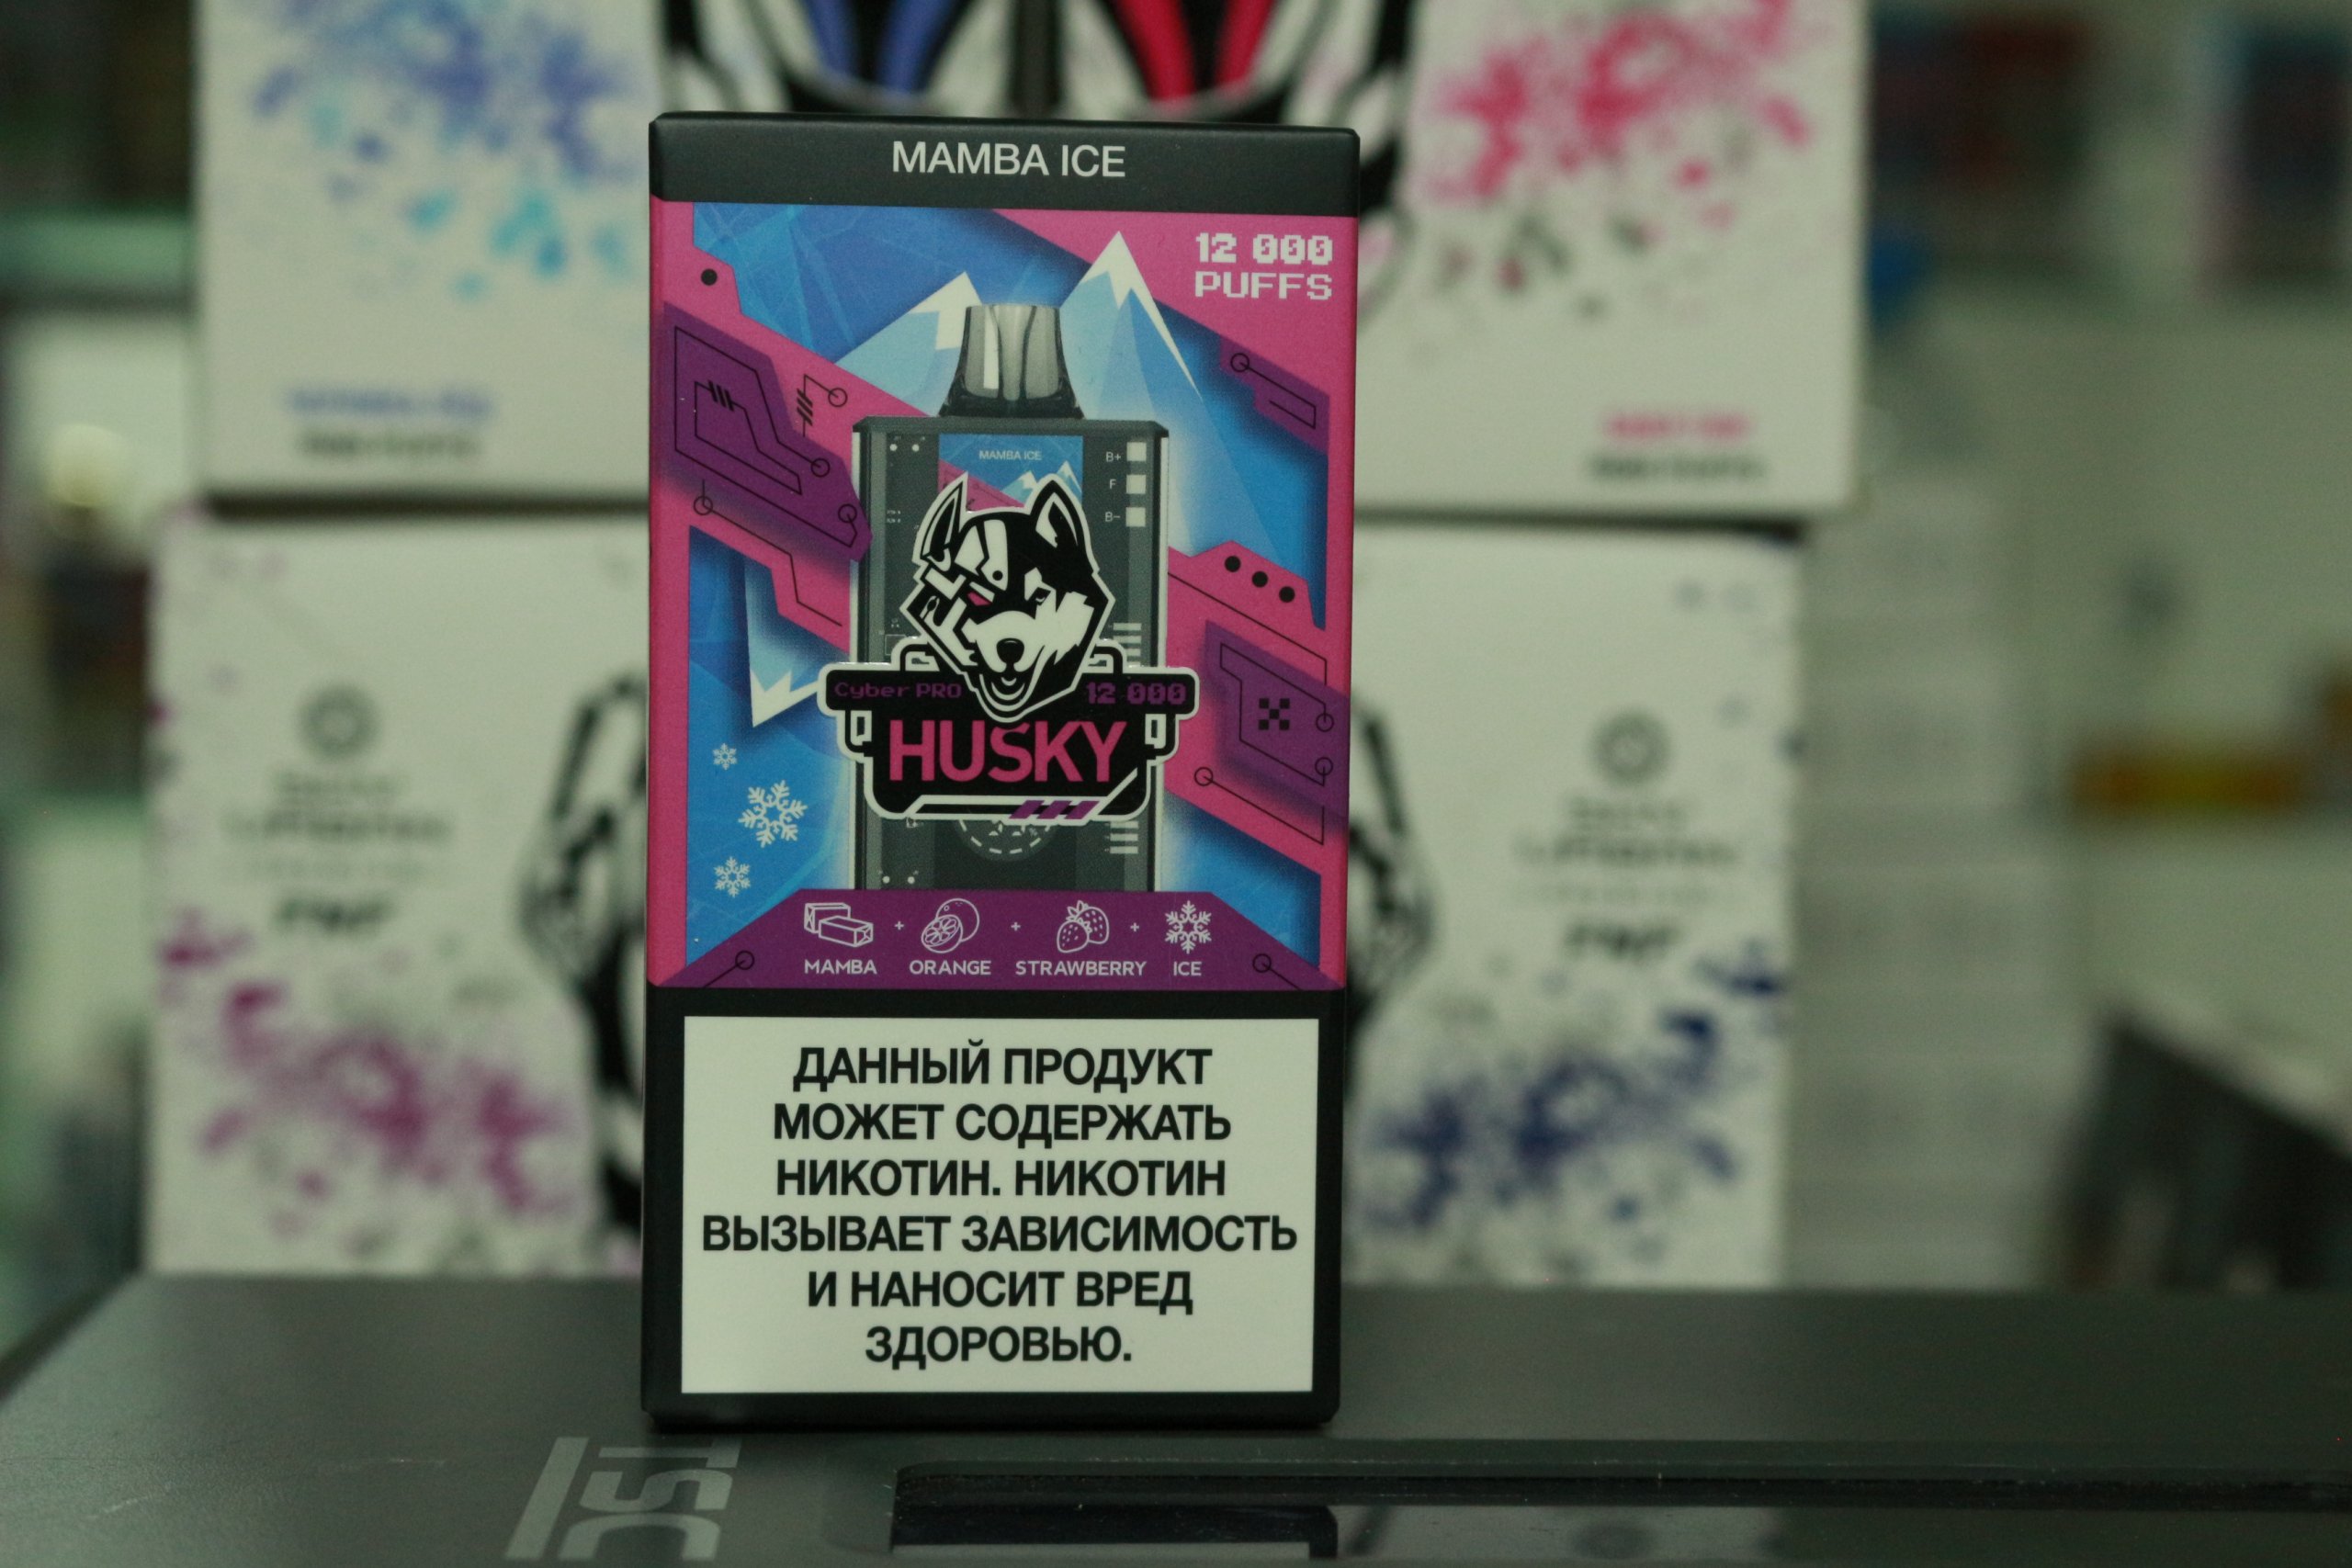 MAMBA ICE
12 000
PUFFS
MAMBA ICE
B+
F
B-
Cyber PRO 12 000
HUSKY
MAMBA + ORANGE + STRAWBERRY + ICE
ДАННЫЙ ПРОДУКТ
МОЖЕТ СОДЕРЖАТЬ
НИКОТИН. НИКОТИН
ВЫЗЫВАЕТ ЗАВИСИМОСТЬ
И НАНОСИТ ВРЕД
ЗДОРОВЬЮ.